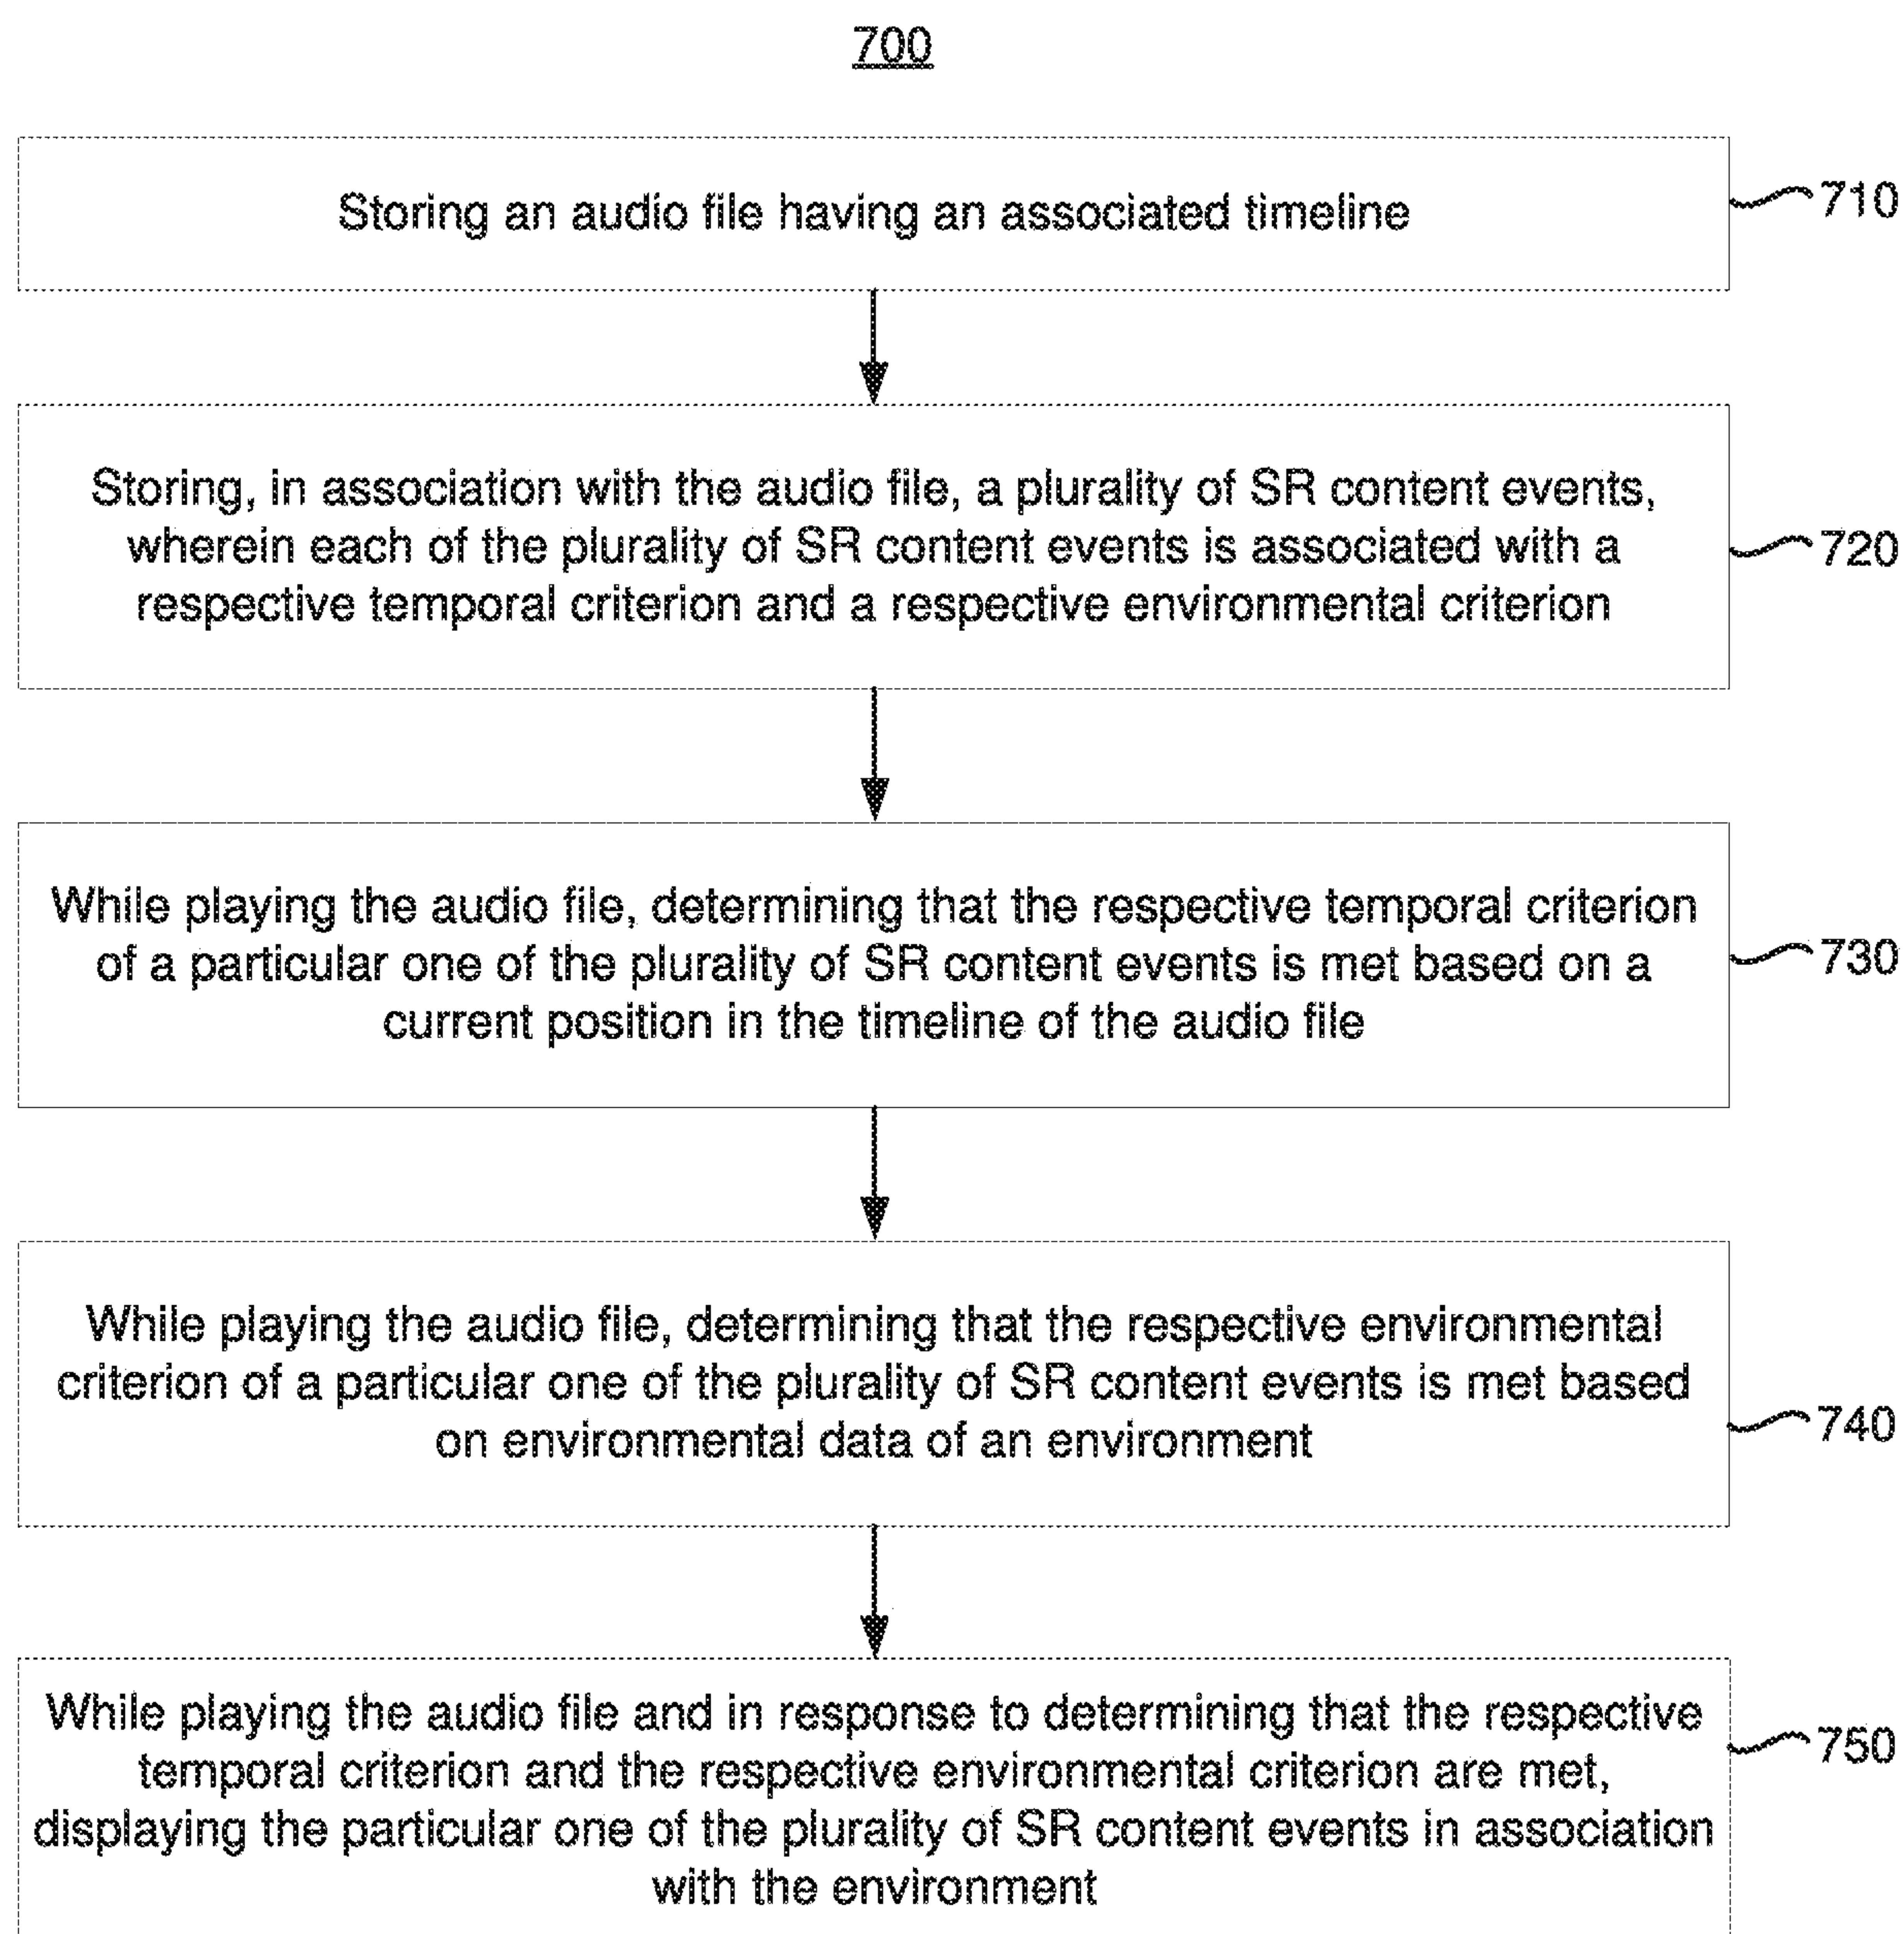 700
Storing an audio file having an associated timeline
710
Storing, in association with the audio file, a plurality of SR content events,
wherein each of the plurality of SR content events is associated with a
respective temporal criterion and a respective environmental criterion
720
While playing the audio file, determining that the respective temporal criterion
of a particular one of the plurality of SR content events is met based on a
current position in the timeline of the audio file
730
While playing the audio file, determining that the respective environmental
criterion of a particular one of the plurality of SR content events is met based
on environmental data of an environment
740
While playing the audio file and in response to determining that the respective
temporal criterion and the respective environmental criterion are met,
displaying the particular one of the plurality of SR content events in association
with the environment
750